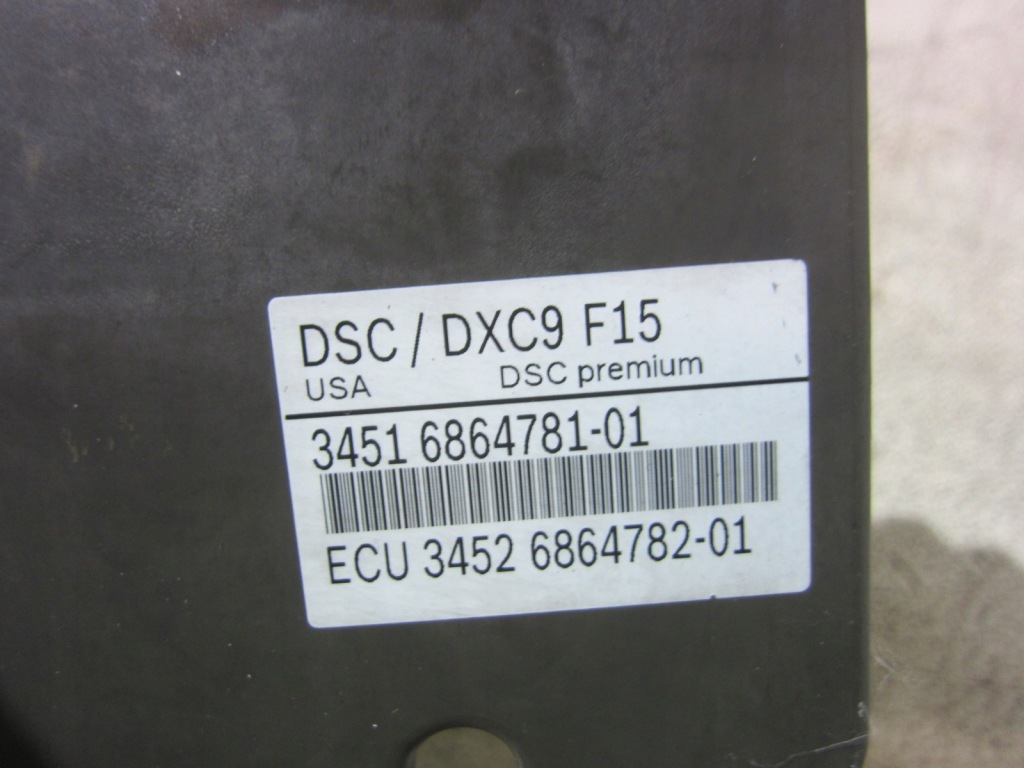 DSC / DXC9 F15
USA DSC premium
3451 6864781-01
ECU 3452 6864782-01